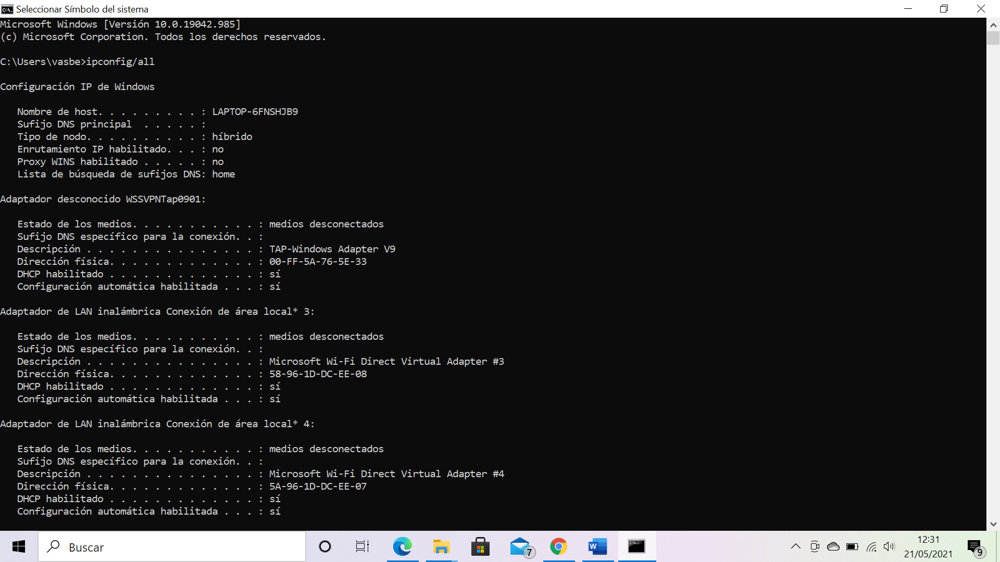 Seleccionar Símbolo del sistema
Microsoft Windows [Versión 10.0.19042.985]
(c) Microsoft Corporation. Todos los derechos reservados.
C:\Users\vasbe>ipconfig/all
Configuración IP de Windows
Nombre de host. . . . . . . . . : LAPTOP-6FNSHJB9
Sufijo DNS principal  . . . . . :
Tipo de nodo. . . . . . . . . . : híbrido
Enrutamiento IP habilitado. . . : no
Proxy WINS habilitado . . . . . : no
Lista de búsqueda de sufijos DNS: home
Adaptador desconocido WSSVPNTap0901:
Estado de los medios. . . . . . . . . . . : medios desconectados
Sufijo DNS específico para la conexión. . :
Descripción . . . . . . . . . . . . . . . : TAP-Windows Adapter V9
Dirección física. . . . . . . . . . . . . : 00-FF-5A-76-5E-33
DHCP habilitado . . . . . . . . . . . . . : sí
Configuración automática habilitada . . . : sí
Adaptador de LAN inalámbrica Conexión de área local* 3:
Estado de los medios. . . . . . . . . . . : medios desconectados
Sufijo DNS específico para la conexión. . :
Descripción . . . . . . . . . . . . . . . : Microsoft Wi-Fi Direct Virtual Adapter #3
Dirección física. . . . . . . . . . . . . : 58-96-1D-DC-EE-08
DHCP habilitado . . . . . . . . . . . . . : sí
Configuración automática habilitada . . . : sí
Adaptador de LAN inalámbrica Conexión de área local* 4:
Estado de los medios. . . . . . . . . . . : medios desconectados
Sufijo DNS específico para la conexión. . :
Descripción . . . . . . . . . . . . . . . : Microsoft Wi-Fi Direct Virtual Adapter #4
Dirección física. . . . . . . . . . . . . : 5A-96-1D-DC-EE-07
DHCP habilitado . . . . . . . . . . . . . : sí
Configuración automática habilitada . . . : sí
Buscar
7
W
12:31
21/05/2021
9